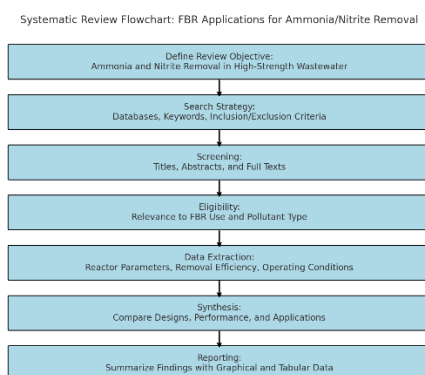 Systematic Review Flowchart: FBR Applications for Ammonia/Nitrite Removal
Define Review Objective:
Ammonia and Nitrite Removal in High-Strength Wastewater
Search Strategy:
Databases, Keywords, Inclusion/Exclusion Criteria
Screening:
Titles, Abstracts, and Full Texts
Eligibility:
Relevance to FBR Use and Pollutant Type
Data Extraction:
Reactor Parameters, Removal Efficiency, Operating Conditions
Synthesis:
Compare Designs, Performance, and Applications
Reporting:
Summarize Findings with Graphical and Tabular Data